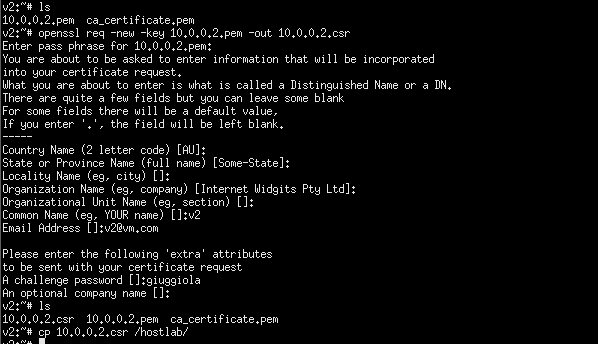 v2:~# ls
10.0.0.2.pem  ca_certificate.pem
v2:~# openssl req -new -key 10.0.0.2.pem -out 10.0.0.2.csr
Enter pass phrase for 10.0.0.2.pem:
You are about to be asked to enter information that will be incorporated
into your certificate request.
What you are about to enter is what is called a Distinguished Name or a DN.
There are quite a few fields but you can leave some blank
For some fields there will be a default value,
If you enter '.', the field will be left blank.
-----
Country Name (2 letter code) [AU]:
State or Province Name (full name) [Some-State]:
Locality Name (eg, city) []:
Organization Name (eg, company) [Internet Widgits Pty Ltd]:
Organizational Unit Name (eg, section) []:
Common Name (eg, YOUR name) []:v2
Email Address []:v2@vm.com
Please enter the following 'extra' attributes
to be sent with your certificate request
A challenge password []:giuggiola
An optional company name []:
v2:~# ls
10.0.0.2.csr  10.0.0.2.pem  ca_certificate.pem
v2:~# cp 10.0.0.2.csr /hostlab/
v2:~#